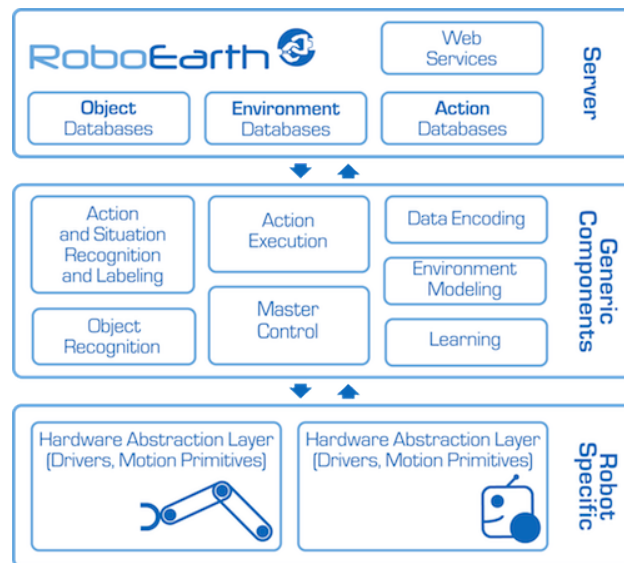 RoboEarth
Web
Services
Server
Object
Databases
Environment
Databases
Action
Databases
Action
and Situation
Recognition
and Labeling
Action
Execution
Data Encoding
Environment
Modeling
Object
Recognition
Master
Control
Learning
Generic
Components
Hardware Abstraction Layer
(Drivers, Motion Primitives)
Hardware Abstraction Layer
(Drivers, Motion Primitives)
Robot
Specific